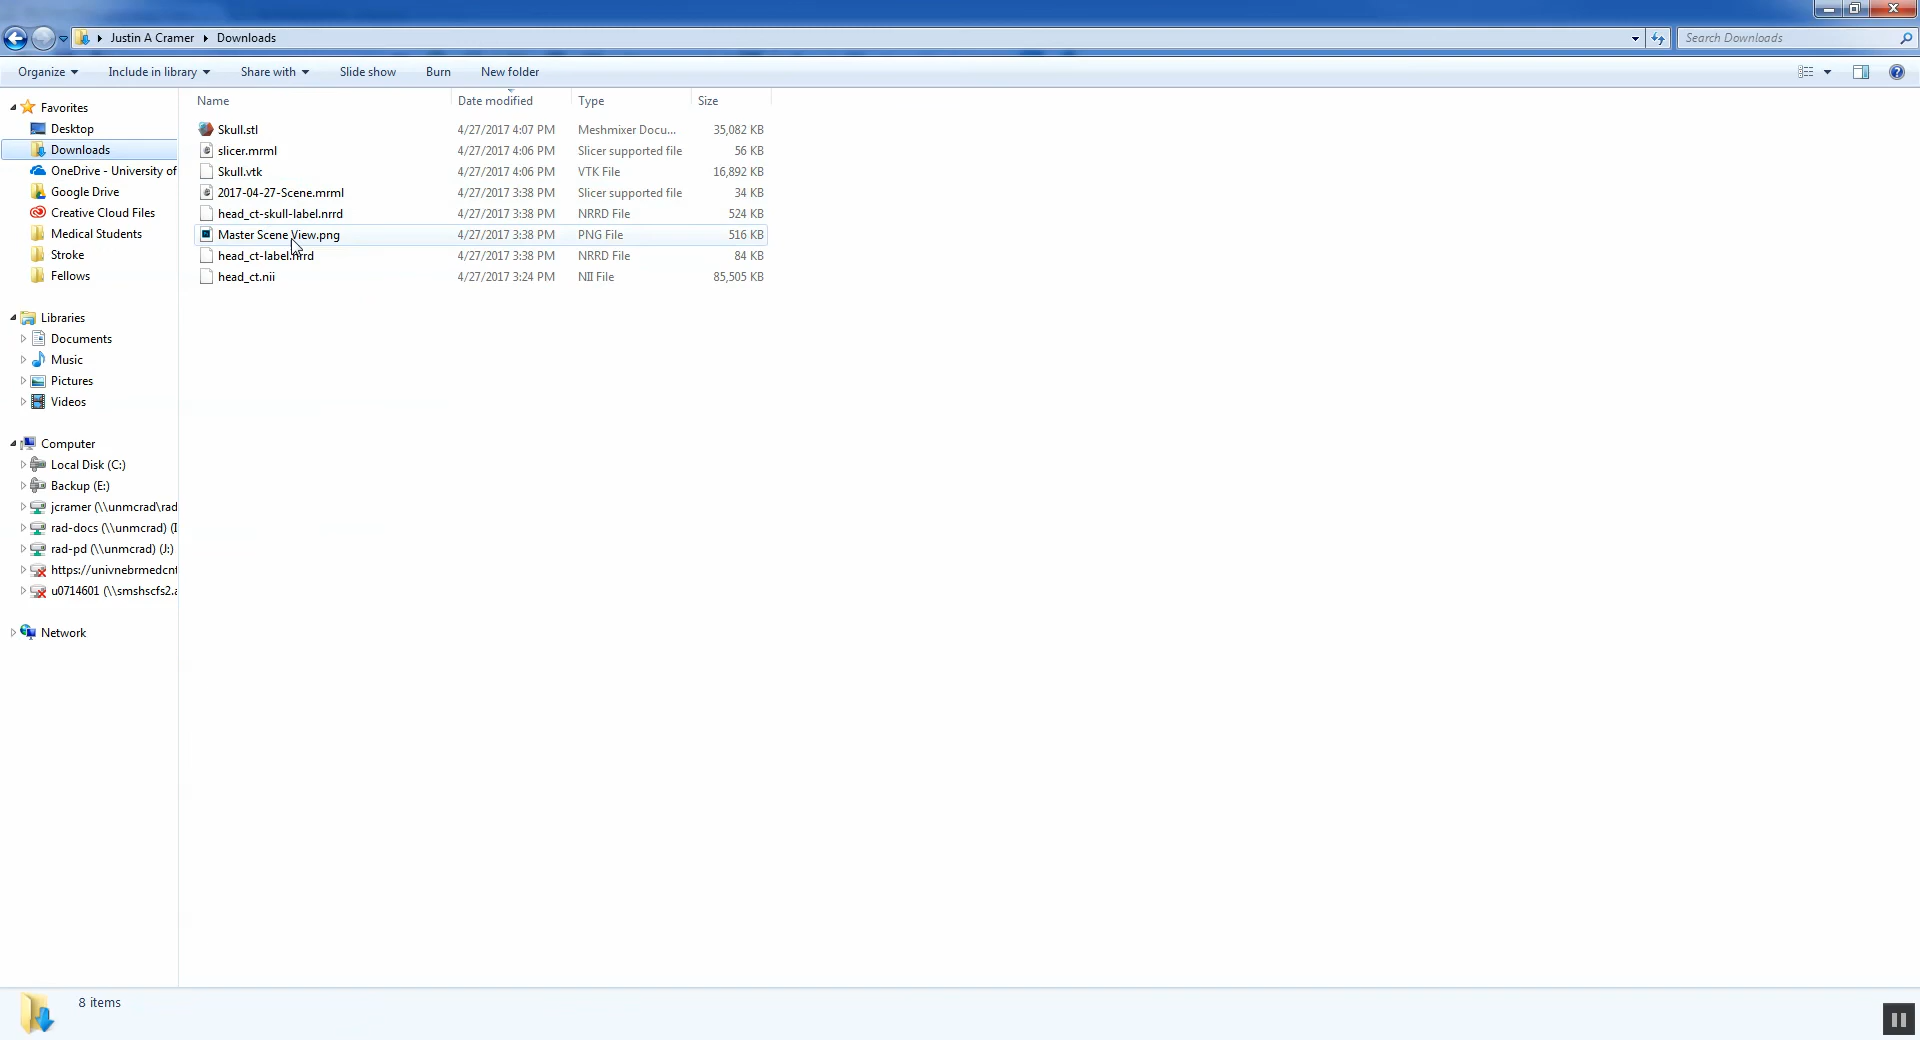 Justin A Cramer Downloads
Search Downloads
Organize Include in library Share with Slide show Burn New folder
Name Date modified Type Size
Skull.stl 4/27/2017 4:07 PM Meshmixer Docu... 35,082 KB
slicer.mrml 4/27/2017 4:06 PM Slicer supported file 56 KB
Skull.vtk 4/27/2017 4:06 PM VTK File 16,892 KB
2017-04-27-Scene.mrml 4/27/2017 3:38 PM Slicer supported file 34 KB
head_ct-skull-label.nrrd 4/27/2017 3:38 PM NRRD File 524 KB
Master Scene View.png 4/27/2017 3:38 PM PNG File 516 KB
head_ct-label.nrrd 4/27/2017 3:38 PM NRRD File 84 KB
head_ct.nii 4/27/2017 3:24 PM NII File 85,505 KB
Favorites
Desktop
Downloads
OneDrive - University of
Google Drive
Creative Cloud Files
Medical Students
Stroke
Fellows
Libraries
Documents
Music
Pictures
Videos
Computer
Local Disk (C:)
Backup (E:)
jcramer (\\unmcrad\rad
rad-docs (\\unmcrad) (I
rad-pd (\\unmcrad) (J:)
https://univnebrmedcnt
u0714601 (\\smshscfs2.a
Network
8 items